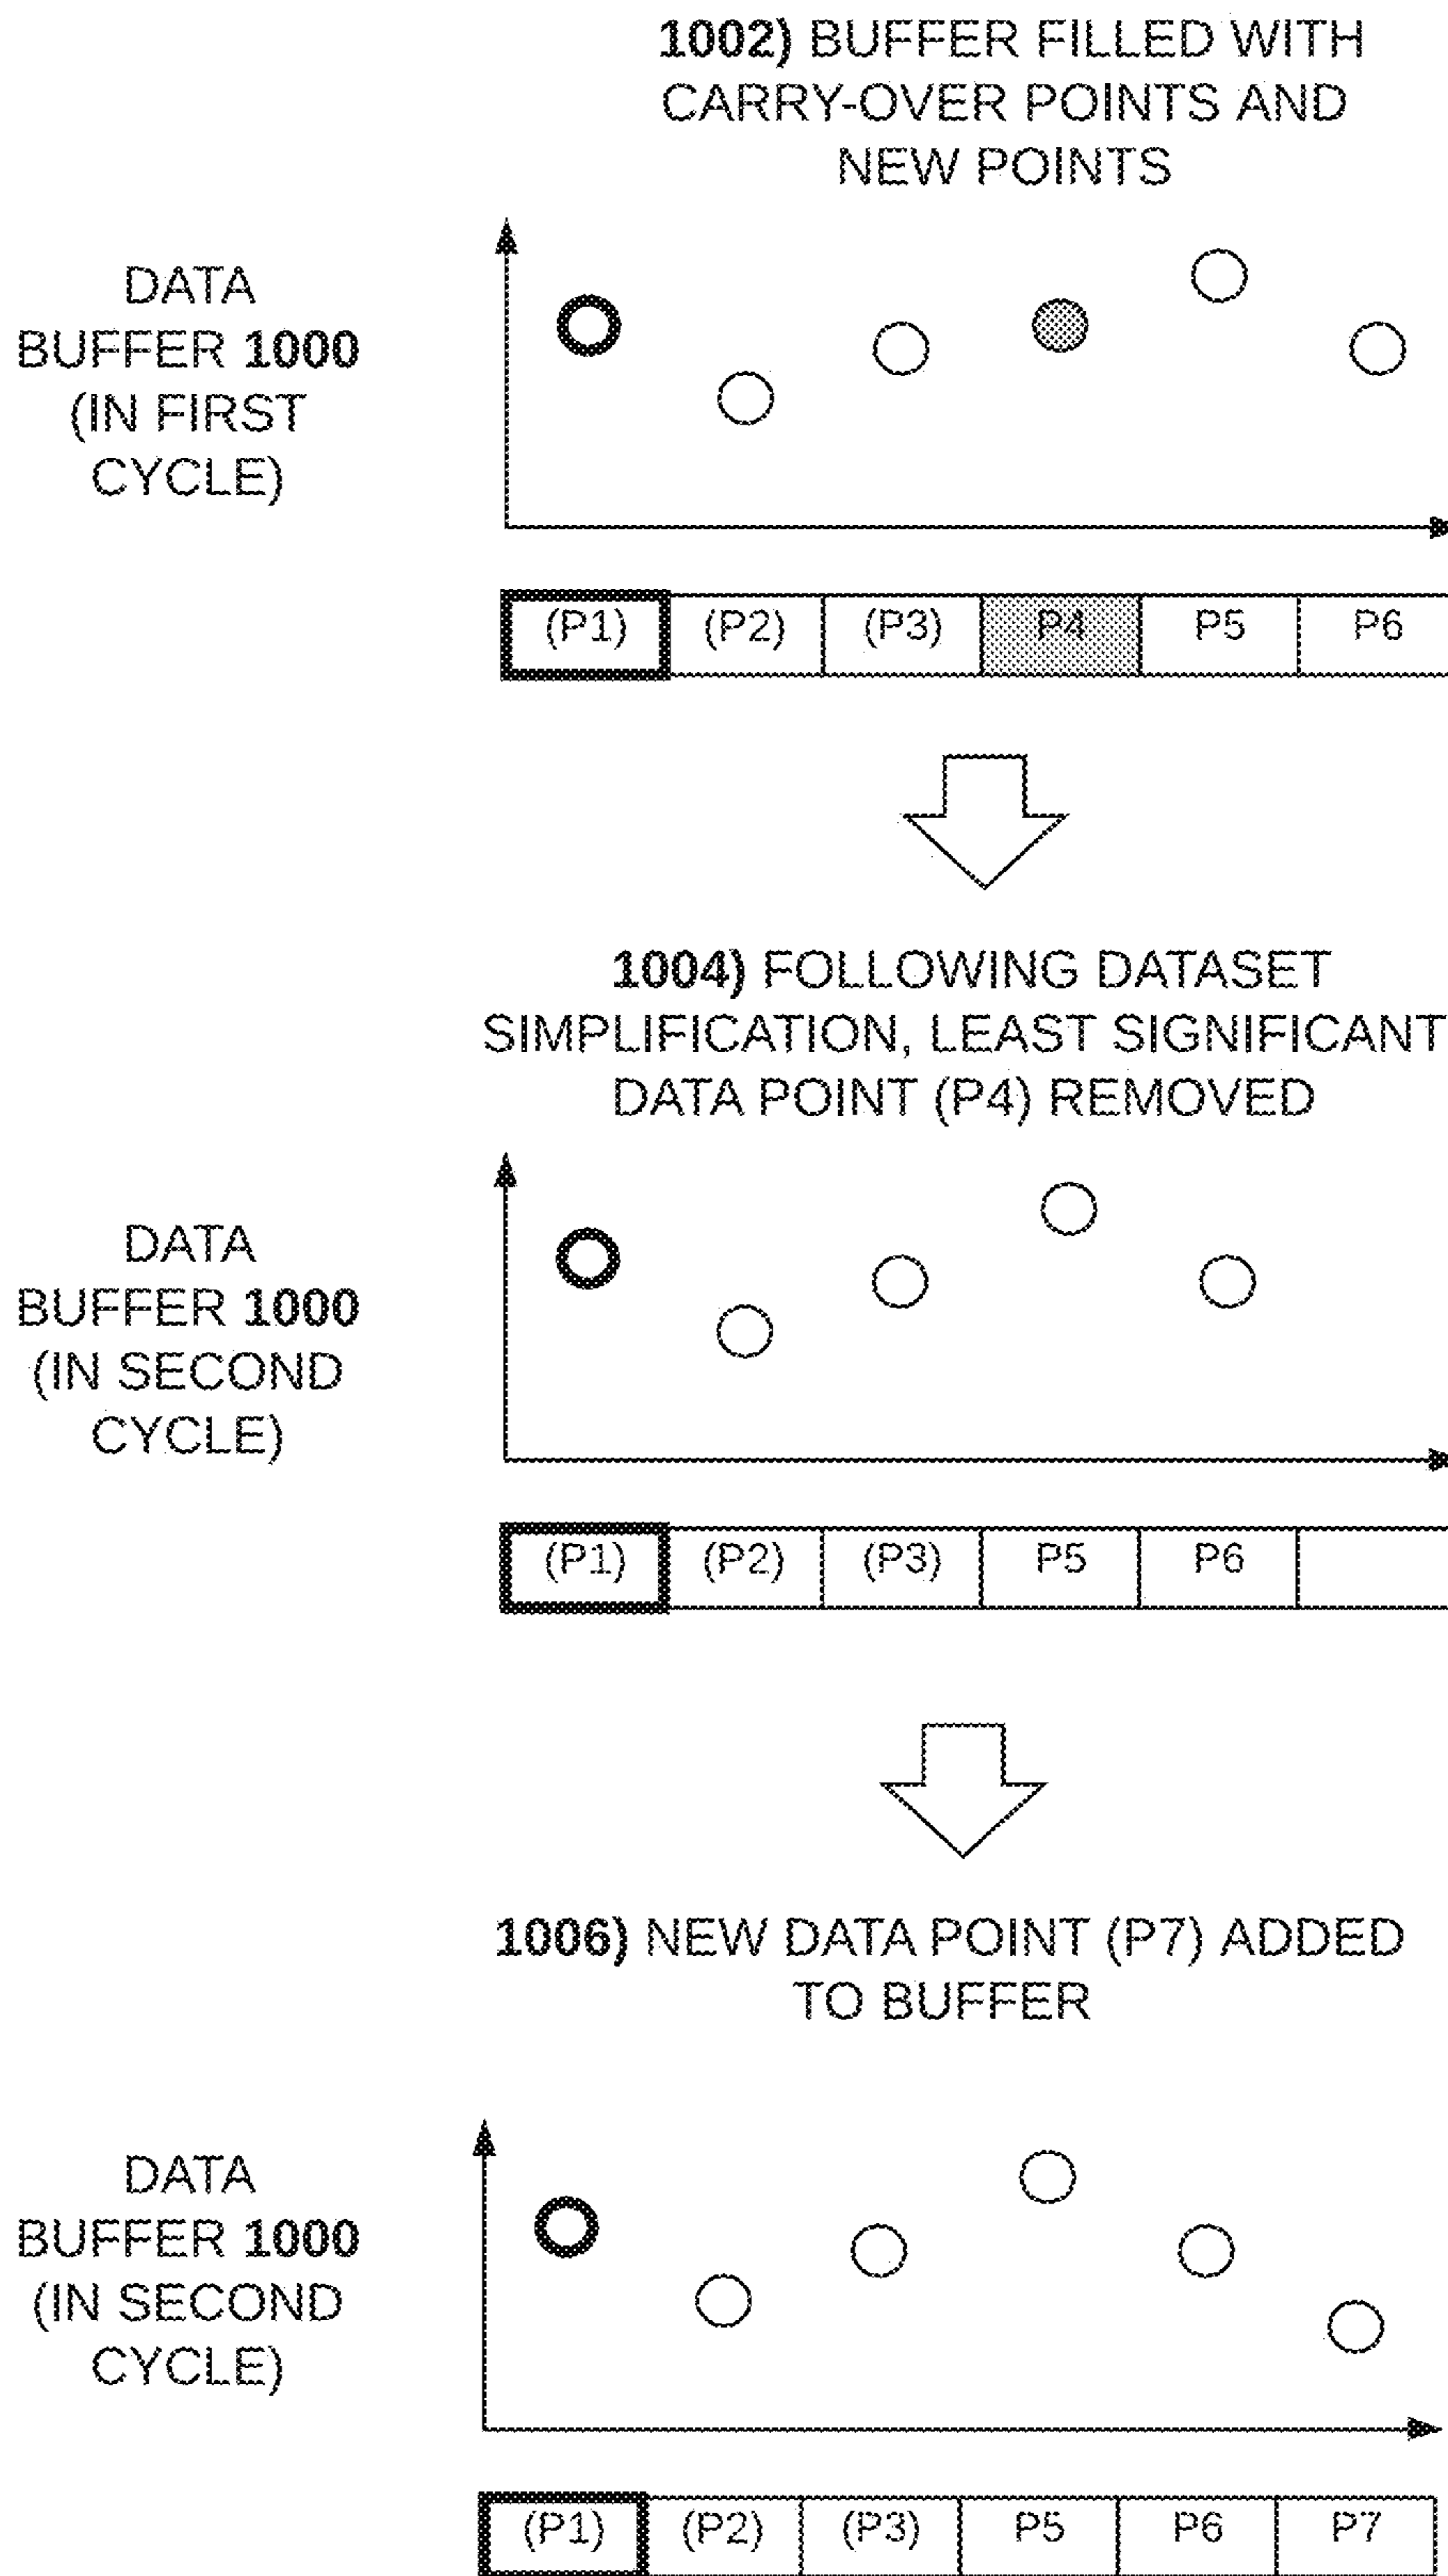 1002) BUFFER FILLED WITH
CARRY-OVER POINTS AND
NEW POINTS
DATA
BUFFER 1000
(IN FIRST
CYCLE)
(P1) (P2) (P3) P4 P5 P6
1004) FOLLOWING DATASET
SIMPLIFICATION, LEAST SIGNIFICANT
DATA POINT (P4) REMOVED
DATA
BUFFER 1000
(IN SECOND
CYCLE)
(P1) (P2) (P3) P5 P6
1006) NEW DATA POINT (P7) ADDED
TO BUFFER
DATA
BUFFER 1000
(IN SECOND
CYCLE)
(P1) (P2) (P3) P5 P6 P7